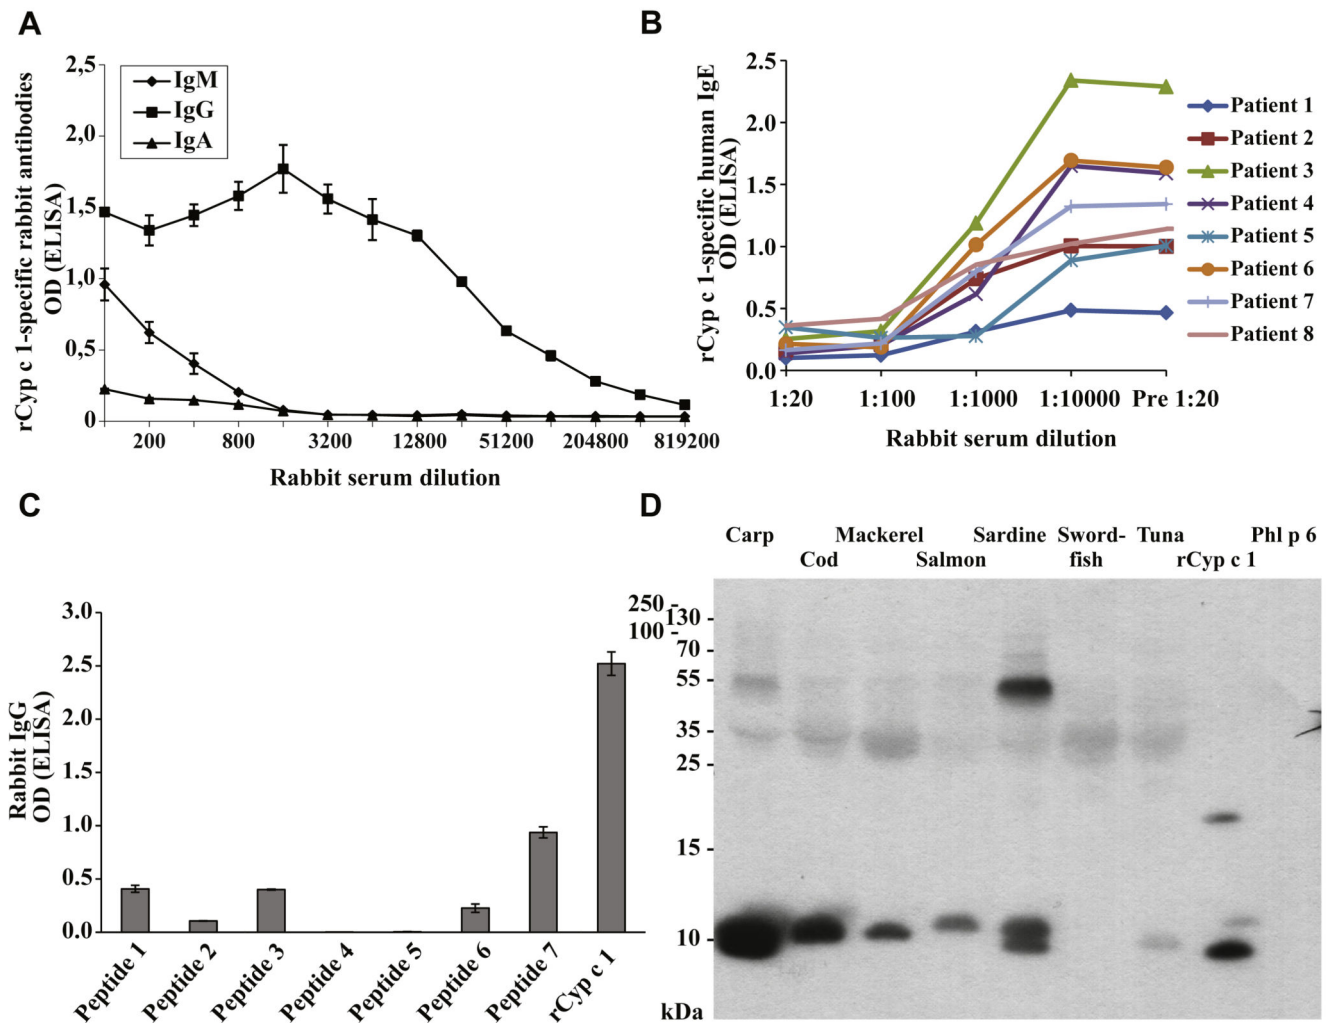 A
rCyp c 1-specific rabbit antibodies
OD (ELISA)
2,5
2,0
1,5
1,0
0,5
0
IgM
IgG
IgA
200
800
3200
12800
51200
204800
819200
Rabbit serum dilution
B
rCyp c 1-specific human IgE
OD (ELISA)
2.5
2.0
1.5
1.0
0.5
0.0
1:20
1:100
1:1000
1:10000
Pre 1:20
Rabbit serum dilution
Patient 1
Patient 2
Patient 3
Patient 4
Patient 5
Patient 6
Patient 7
Patient 8
C
Rabbit IgG
OD (ELISA)
3.0
2.5
2.0
1.5
1.0
0.5
0.0
Peptide 1
Peptide 2
Peptide 3
Peptide 4
Peptide 5
Peptide 6
Peptide 7
rCyp c 1
D
Carp
Cod
Mackerel
Salmon
Sardine
Sword-
fish
Tuna
rCyp c 1
Phl p 6
250 -
130 -
100 -
70 -
55 -
35 -
25 -
15 -
10 -
kDa